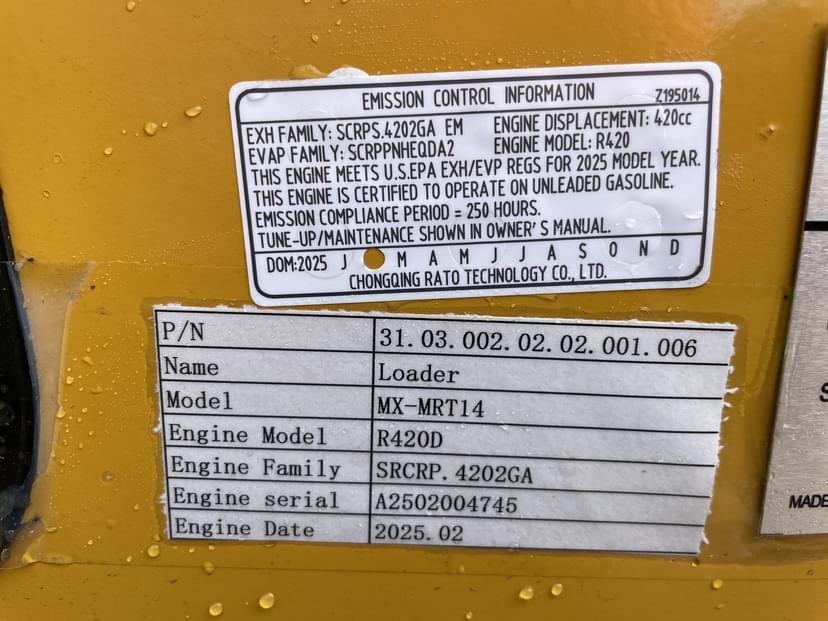 EMISSION CONTROL INFORMATION Z195014
EXH FAMILY: SCRPS.4202GA EM ENGINE DISPLACEMENT: 420cc
EVAP FAMILY: SCRPPNHEQDA2 ENGINE MODEL: R420
THIS ENGINE MEETS U.S.EPA EXH/EVP REGS FOR 2025 MODEL YEAR.
THIS ENGINE IS CERTIFIED TO OPERATE ON UNLEADED GASOLINE.
EMISSION COMPLIANCE PERIOD = 250 HOURS.
TUNE-UP/MAINTENANCE SHOWN IN OWNER'S MANUAL.
DOM:2025 J M A M J J A S O N D
CHONGQING RATO TECHNOLOGY CO., LTD.
P/N 31.03.002.02.02.001.006
Name Loader
Model MX-MRT14
Engine Model R420D
Engine Family SRCRP.4202GA
Engine serial A2502004745
Engine Date 2025.02
S
MADE